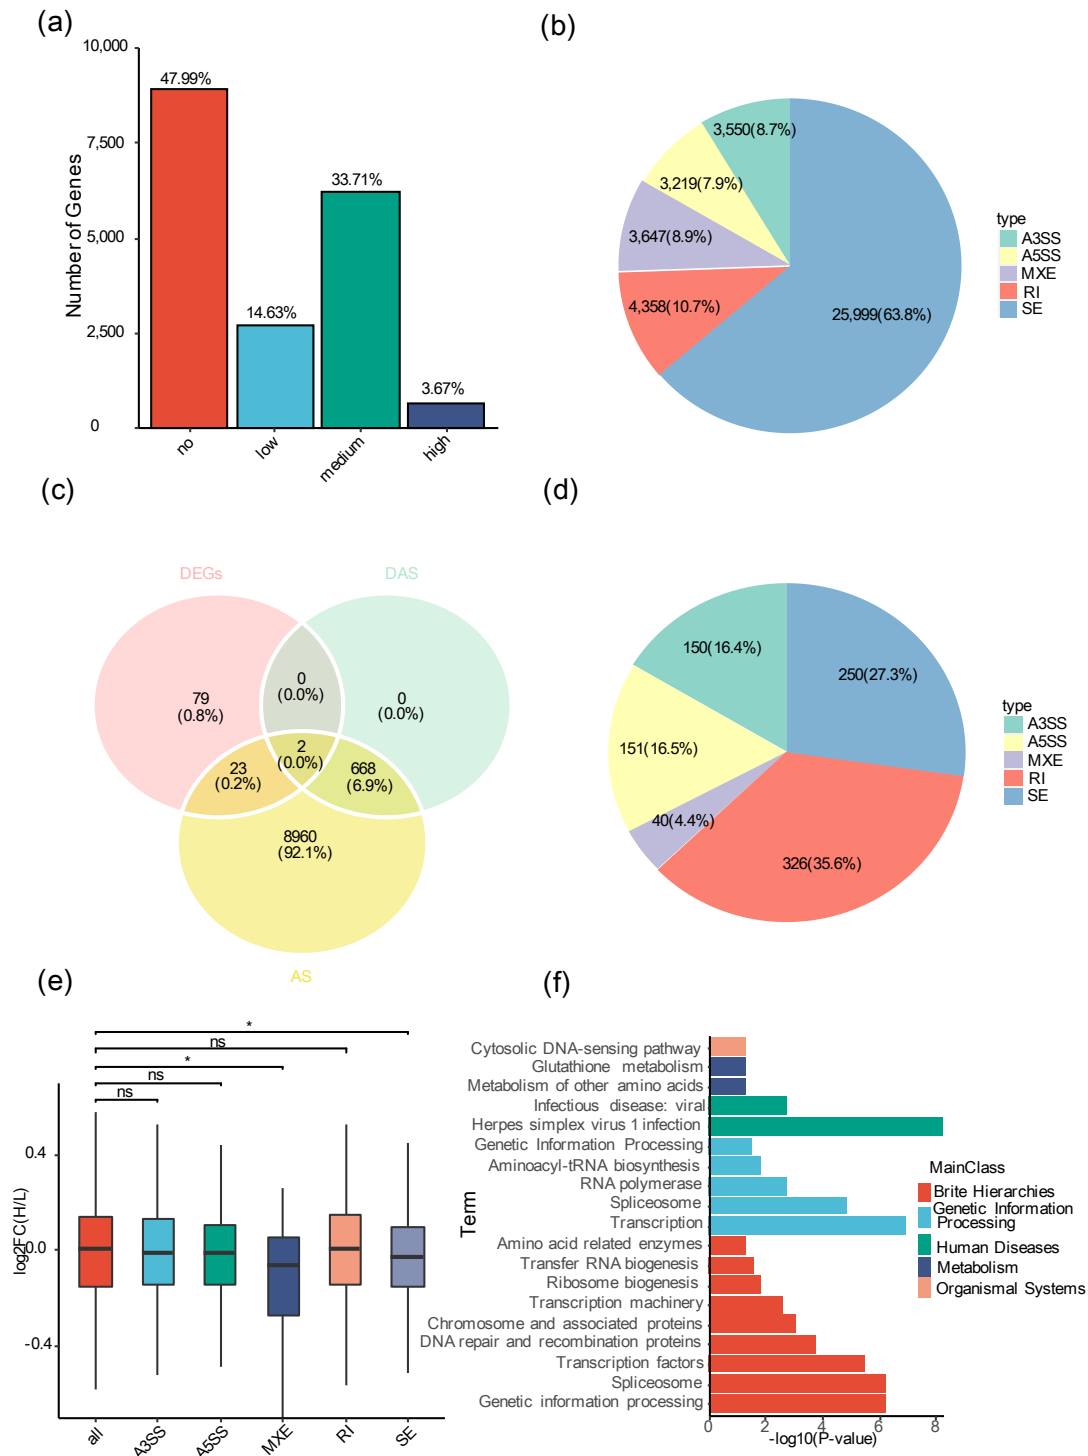 (a)
10,000
7,500
5,000
2,500
0
Number of Genes
47.99%
14.63%
33.71%
3.67%
no
low
medium
high
(b)
3,550(8.7%)
3,219(7.9%)
3,647(8.9%)
4,358(10.7%)
25,999(63.8%)
type
A3SS
A5SS
MXE
RI
SE
(c)
DEGs
DAS
79
(0.8%)
0
(0.0%)
0
(0.0%)
2
(0.0%)
23
(0.2%)
668
(6.9%)
8960
(92.1%)
AS
(d)
150(16.4%)
250(27.3%)
151(16.5%)
40(4.4%)
326(35.6%)
type
A3SS
A5SS
MXE
RI
SE
(e)
*
ns
*
ns
ns
log2FC(H/L)
0.4
0.0
-0.4
all
A3SS
A5SS
MXE
RI
SE
(f)
Term
Cytosolic DNA-sensing pathway
Glutathione metabolism
Metabolism of other amino acids
Infectious disease: viral
Herpes simplex virus 1 infection
Genetic Information Processing
Aminoacyl-tRNA biosynthesis
RNA polymerase
Spliceosome
Transcription
Amino acid related enzymes
Transfer RNA biogenesis
Ribosome biogenesis
Transcription machinery
Chromosome and associated proteins
DNA repair and recombination proteins
Transcription factors
Spliceosome
Genetic information processing
0
2
4
6
8
-log10(P-value)
MainClass
Brite Hierarchies
Genetic Information
Processing
Human Diseases
Metabolism
Organismal Systems